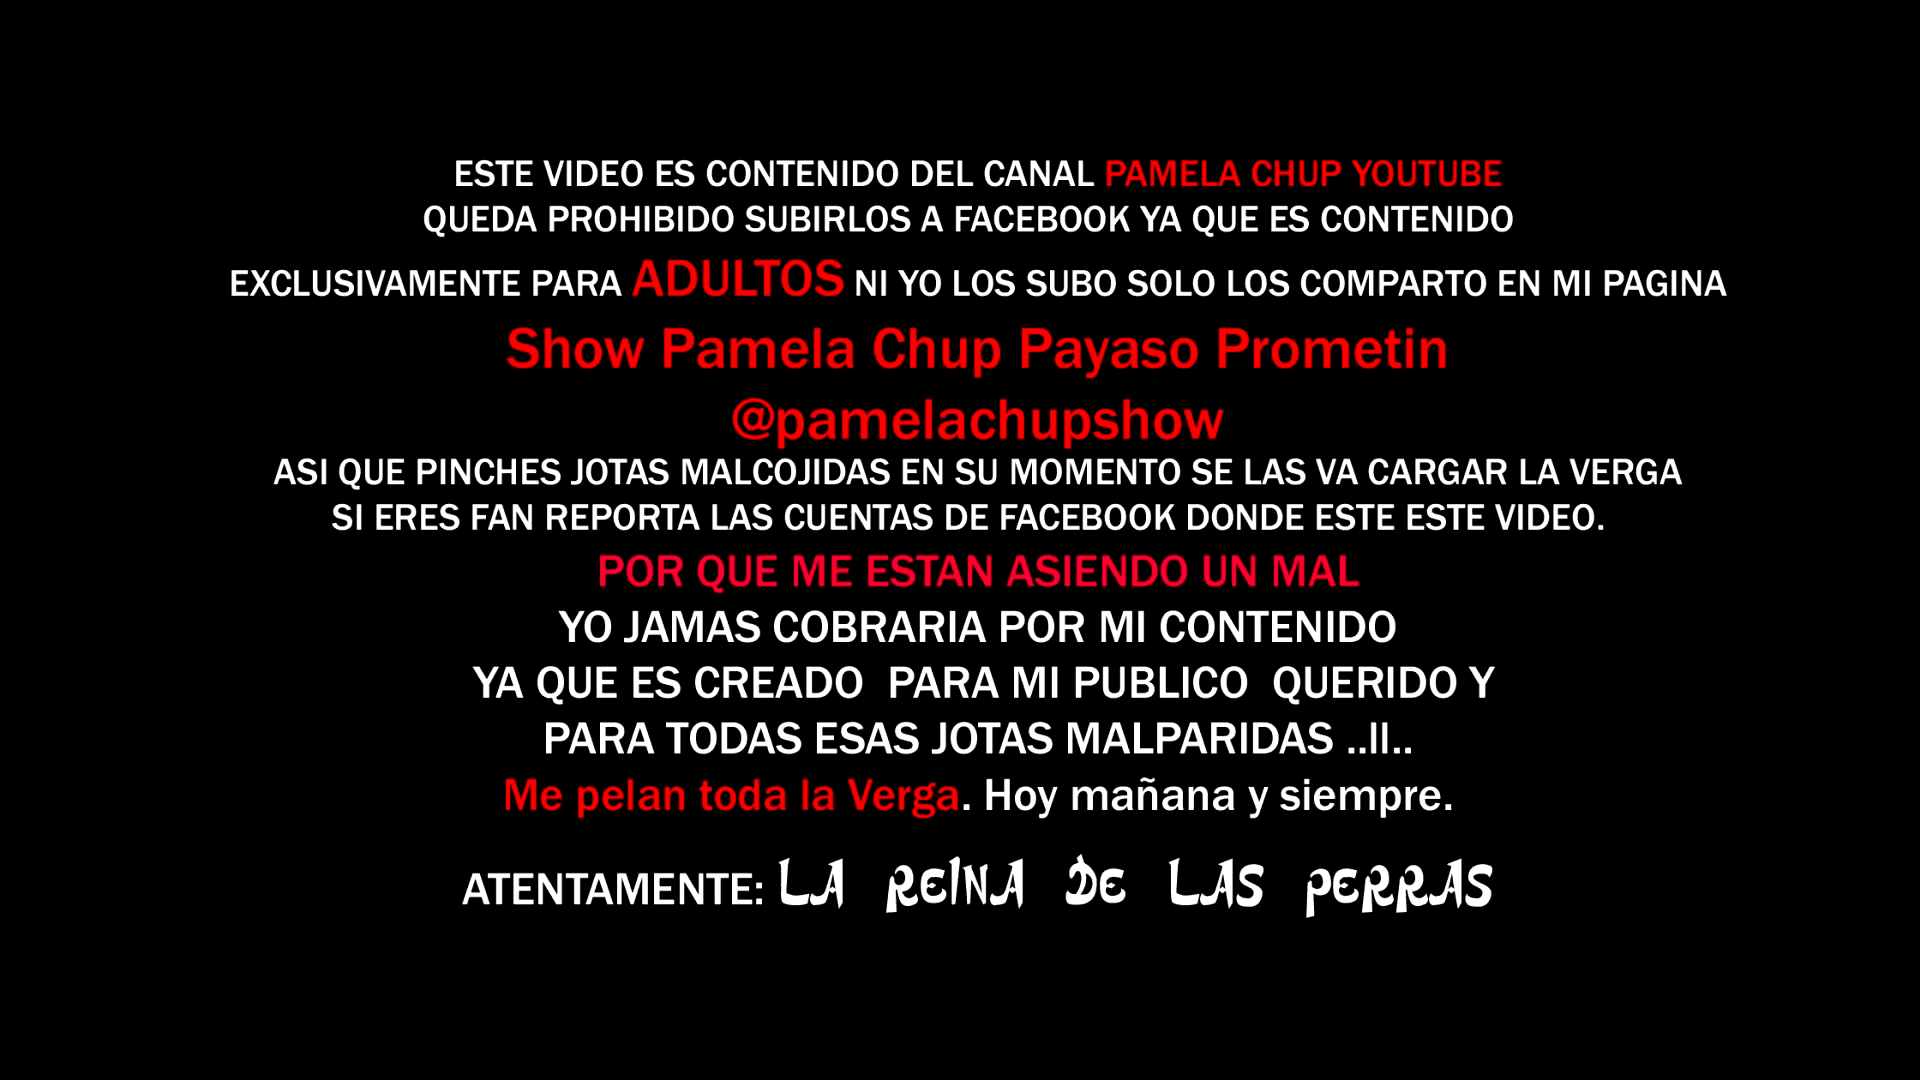 ESTE VIDEO ES CONTENIDO DEL CANAL PAMELA CHUP YOUTUBE
QUEDA PROHIBIDO SUBIRLOS A FACEBOOK YA QUE ES CONTENIDO
EXCLUSIVAMENTE PARA ADULTOS NI YO LOS SUBO SOLO LOS COMPARTO EN MI PAGINA
Show Pamela Chup Payaso Prometin
@pamelachupshow
ASI QUE PINCHES JOTAS MALCOJIDAS EN SU MOMENTO SE LAS VA CARGAR LA VERGA
SI ERES FAN REPORTA LAS CUENTAS DE FACEBOOK DONDE ESTE ESTE VIDEO.
POR QUE ME ESTAN ASIENDO UN MAL
YO JAMAS COBRARIA POR MI CONTENIDO
YA QUE ES CREADO  PARA MI PUBLICO  QUERIDO Y
PARA TODAS ESAS JOTAS MALPARIDAS ..II..
Me pelan toda la Verga. Hoy mañana y siempre.
ATENTAMENTE: LA REINA DE LAS PERRAS